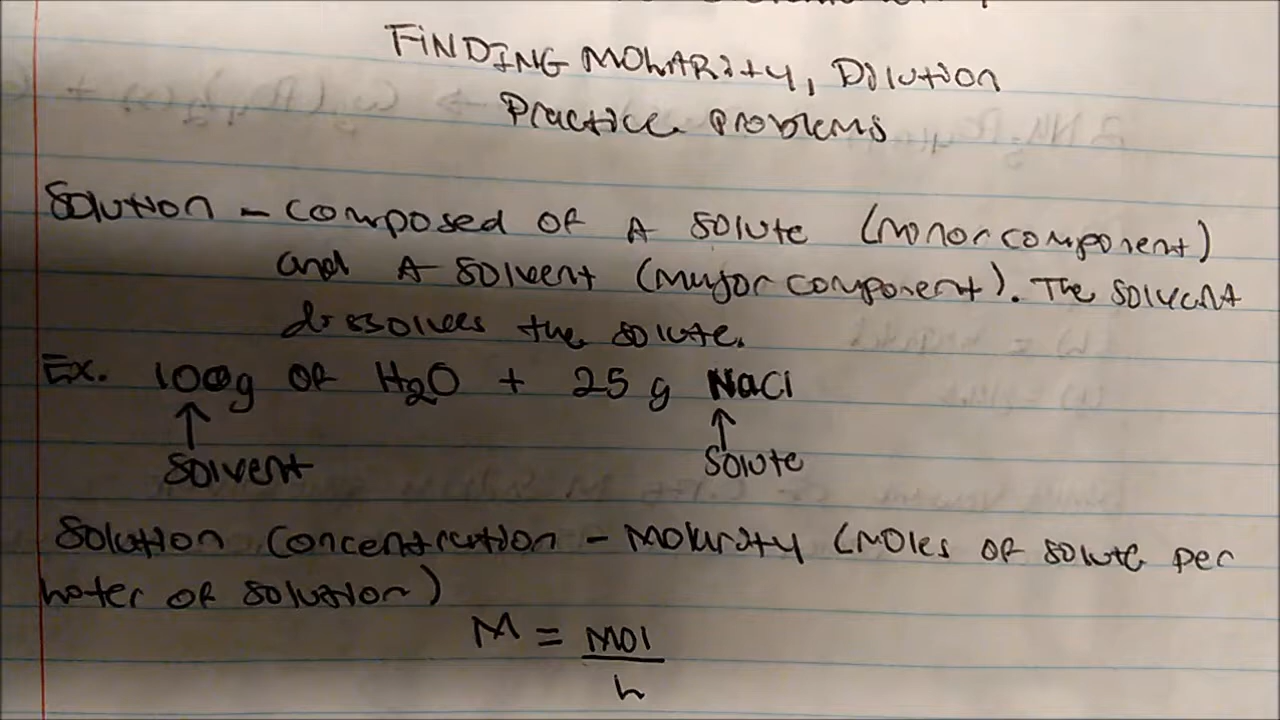 FINDING MOLARITY, DILUTION
Practice Problems
Solution - composed of A solute (minor component)
and A solvent (major component). The solvent
dissolves the solute.
Ex. 100g of H₂O + 25 g NaCl
↑ ↑
Solvent Solute
Solution Concentration - Molarity (moles of solute per
liter of solution)
M = mol
L